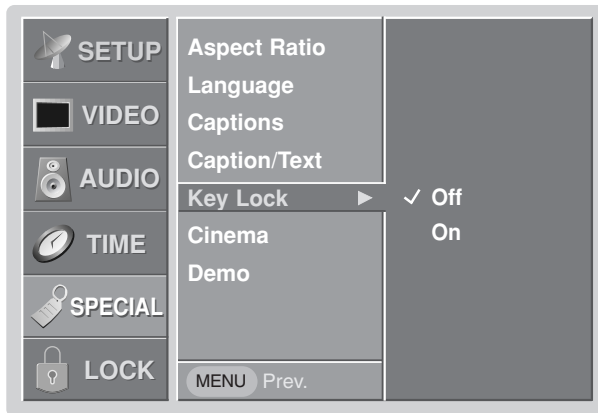 SETUP
VIDEO
AUDIO
TIME
SPECIAL
LOCK
Aspect Ratio
Language
Captions
Caption/Text
Key Lock
Cinema
Demo
MENU Prev.
Off
On